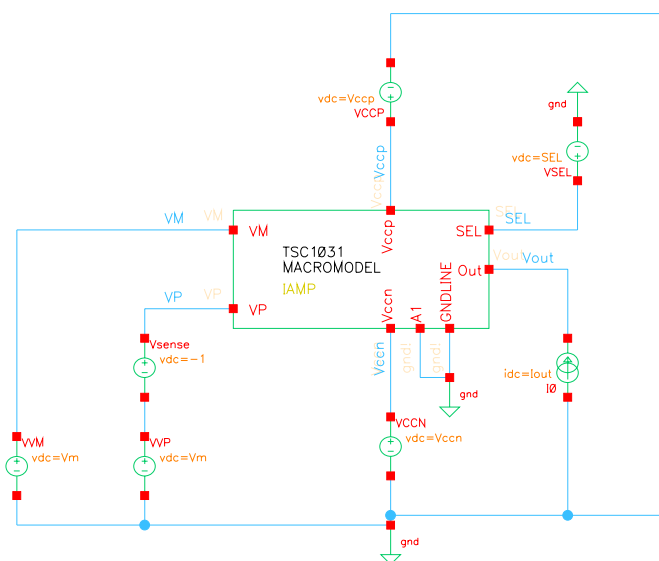 vdc=Vccp
VCCP
Vccp
Vccp
gnd
vdc=SEL
VSEL
VM
VM
VM
SEL
SEL
SEL
Vccp
TSC1031
MACROMODEL
IAMP
Vout
Vout
Out
VP
VP
VP
Vccn
A1
GNDLINE
Vsense
vdc=-1
Vccn
gnd!
gnd!
idc=Iout
I0
gnd
VCCN
vdc=Vccn
VVM
vdc=Vm
VVP
vdc=Vm
gnd